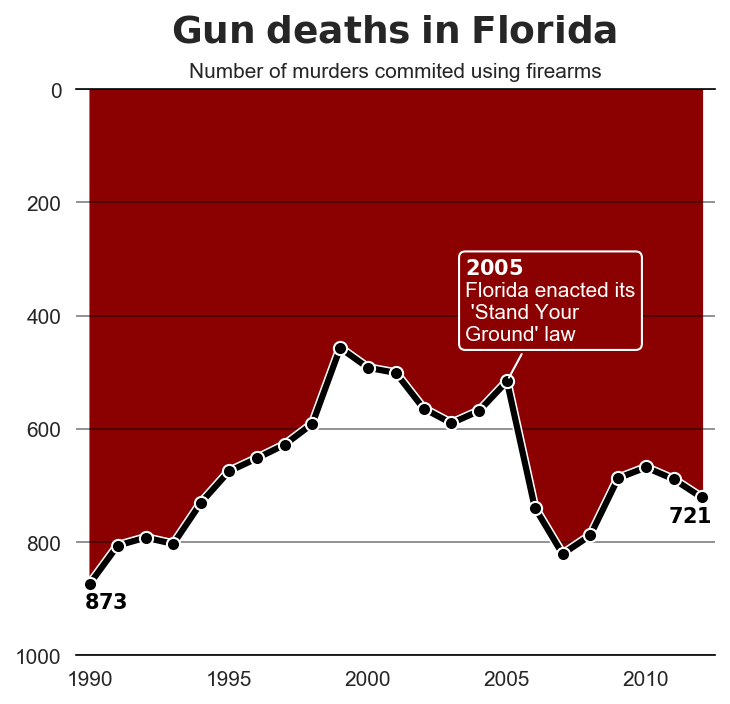 Gun deaths in Florida
Number of murders commited using firearms
0
200
400
600
800
1000
2005
Florida enacted its
'Stand Your
Ground' law
873
721
1990
1995
2000
2005
2010